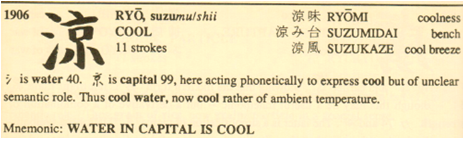 1906 涼 RYŌ, suzumu/shii 涼味 RYŌMI coolness
COOL 涼み台 SUZUMIDAI bench
11 strokes 涼風 SUZUKAZE cool breeze
氵 is water 40. 京 is capital 99, here acting phonetically to express cool but of unclear
semantic role. Thus cool water, now cool rather of ambient temperature.
Mnemonic: WATER IN CAPITAL IS COOL